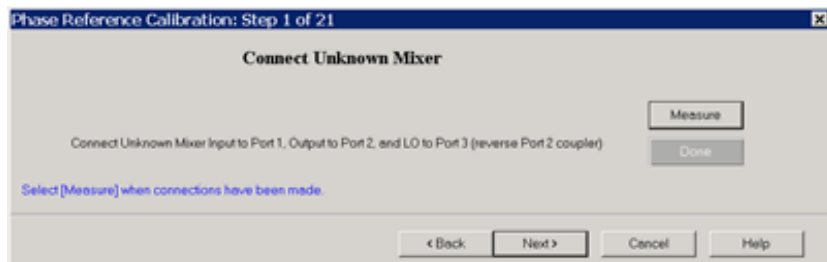 Phase Reference Calibration: Step 1 of 21
Connect Unknown Mixer
Measure
Connect Unknown Mixer Input to Port 1, Output to Port 2, and LO to Port 3 (reverse Port 2 coupler)
Done
Select [Measure] when connections have been made.
< Back Next > Cancel Help